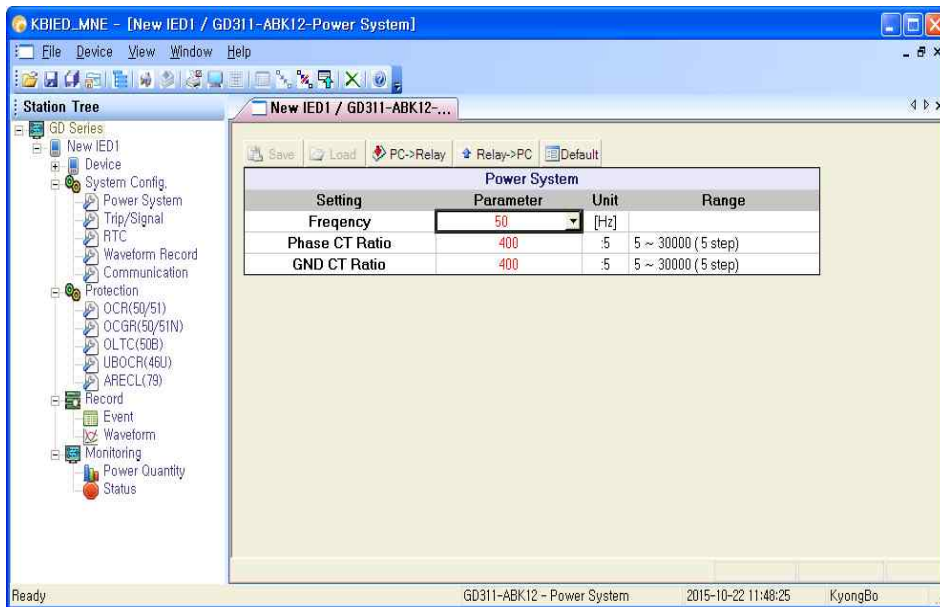 KBIED_MNE - [New IED1 / GD311-ABK12-Power System]
File Device View Window Help
Station Tree
New IED1 / GD311-ABK12-...
GD Series
New IED1
Device
System Config.
Power System
Trip/Signal
RTC
Waveform Record
Communication
Protection
OCR(50/51)
OCGR(50/51N)
OLTC(50B)
UBOCR(46U)
ARECL(79)
Record
Event
Waveform
Monitoring
Power Quantity
Status
Save Load PC->Relay Relay->PC Default
Power System
Setting Parameter Unit Range
Freqency 50 [Hz]
Phase CT Ratio 400 :5 5 ~ 30000 ( 5 step)
GND CT Ratio 400 :5 5 ~ 30000 ( 5 step)
Ready GD311-ABK12 - Power System 2015-10-22 11:48:25 KyongBo